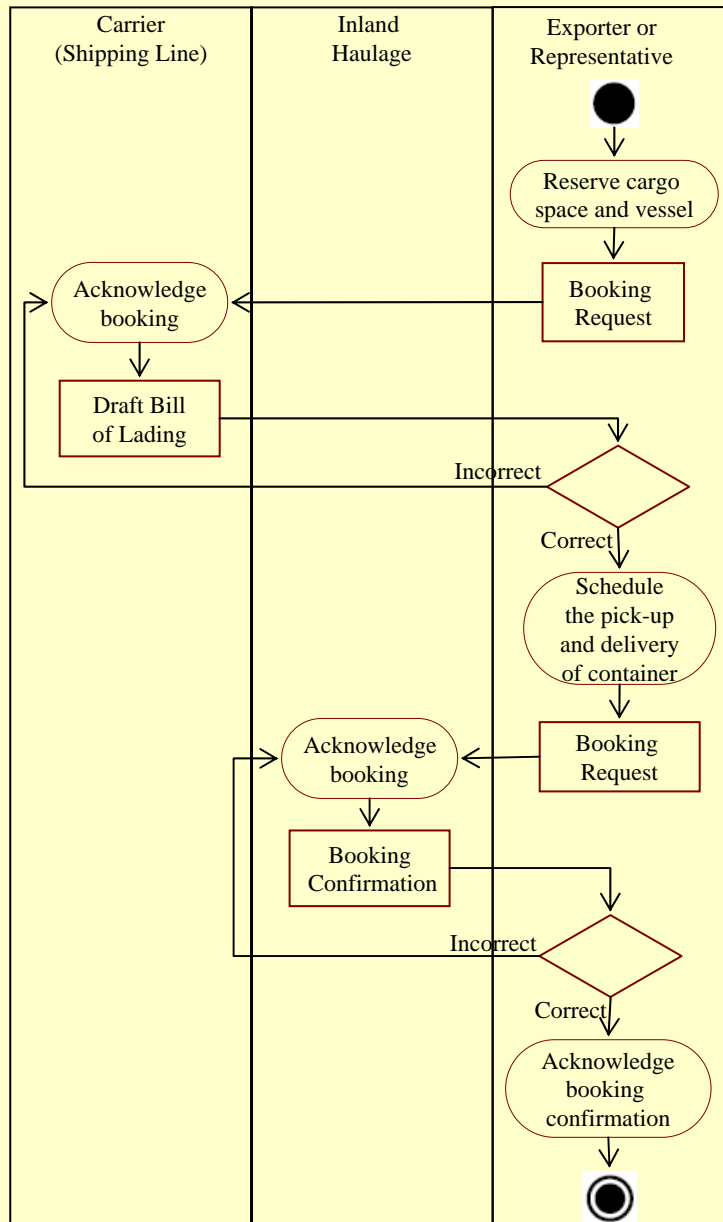 Carrier
(Shipping Line)
Inland
Haulage
Exporter or
Representative
Reserve cargo
space and vessel
Booking
Request
Acknowledge
booking
Draft Bill
of Lading
Incorrect
Correct
Schedule
the pick-up
and delivery
of container
Booking
Request
Acknowledge
booking
Booking
Confirmation
Incorrect
Correct
Acknowledge
booking
confirmation